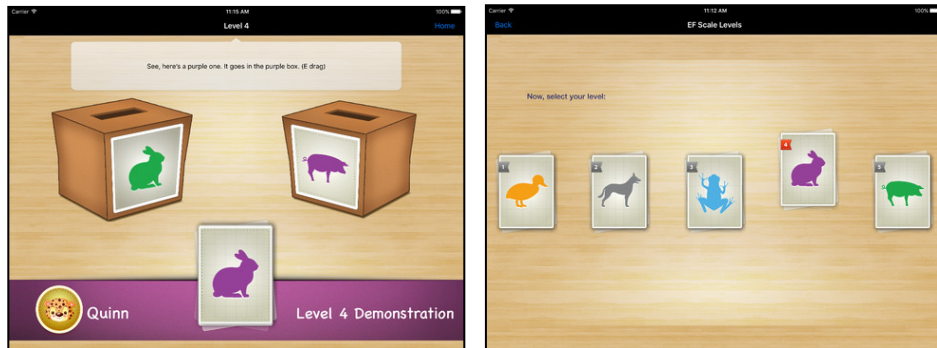 Carrier 11:15 AM 100%
Level 4 Home
See, here's a purple one. It goes in the purple box. (E drag)
Quinn Level 4 Demonstration
Carrier 11:12 AM 100%
Back EF Scale Levels
Now, select your level:
1 2 3 4 5